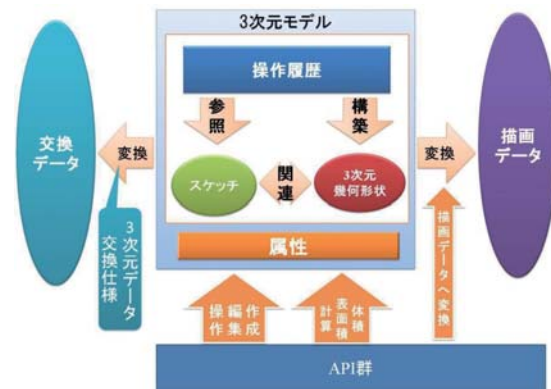 3次元モデル
操作履歴
参照
構築
交換
データ
変換
スケッチ
関連
3次元
幾何形状
変換
描画
データ
属性
3次元データ
交換仕様
作成
編集
操作
体積
表面積
計算
描画データへ変換
API群